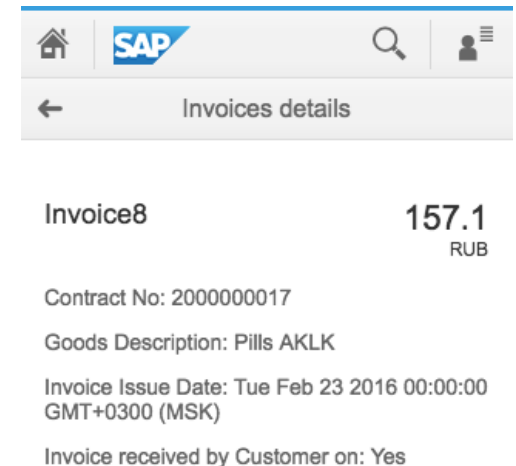 SAP
Invoices details
Invoice8
157.1
RUB
Contract No: 2000000017
Goods Description: Pills AKLK
Invoice Issue Date: Tue Feb 23 2016 00:00:00
GMT+0300 (MSK)
Invoice received by Customer on: Yes